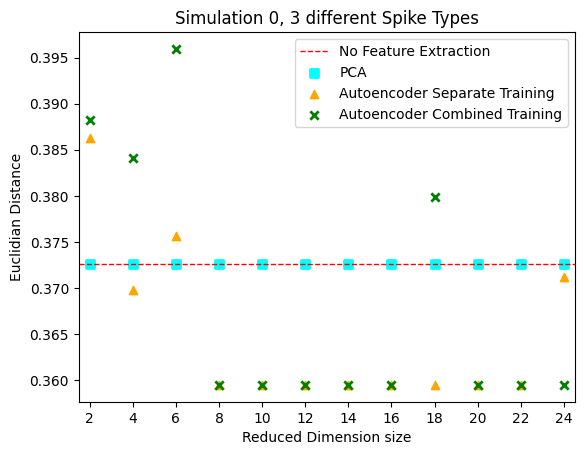 Simulation 0, 3 different Spike Types
No Feature Extraction
PCA
Autoencoder Separate Training
Autoencoder Combined Training
Euclidian Distance
0.395
0.390
0.385
0.380
0.375
0.370
0.365
0.360
2 4 6 8 10 12 14 16 18 20 22 24
Reduced Dimension size